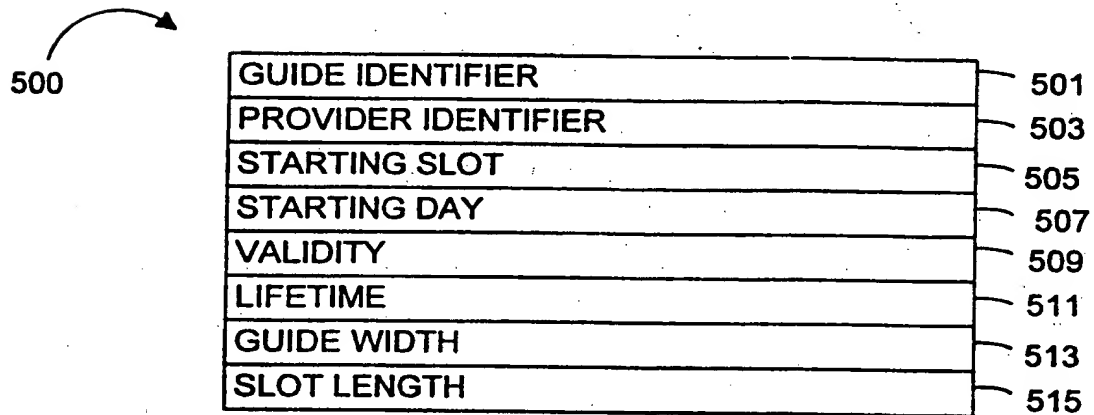 500
GUIDE IDENTIFIER 501
PROVIDER IDENTIFIER 503
STARTING SLOT 505
STARTING DAY 507
VALIDITY 509
LIFETIME 511
GUIDE WIDTH 513
SLOT LENGTH 515